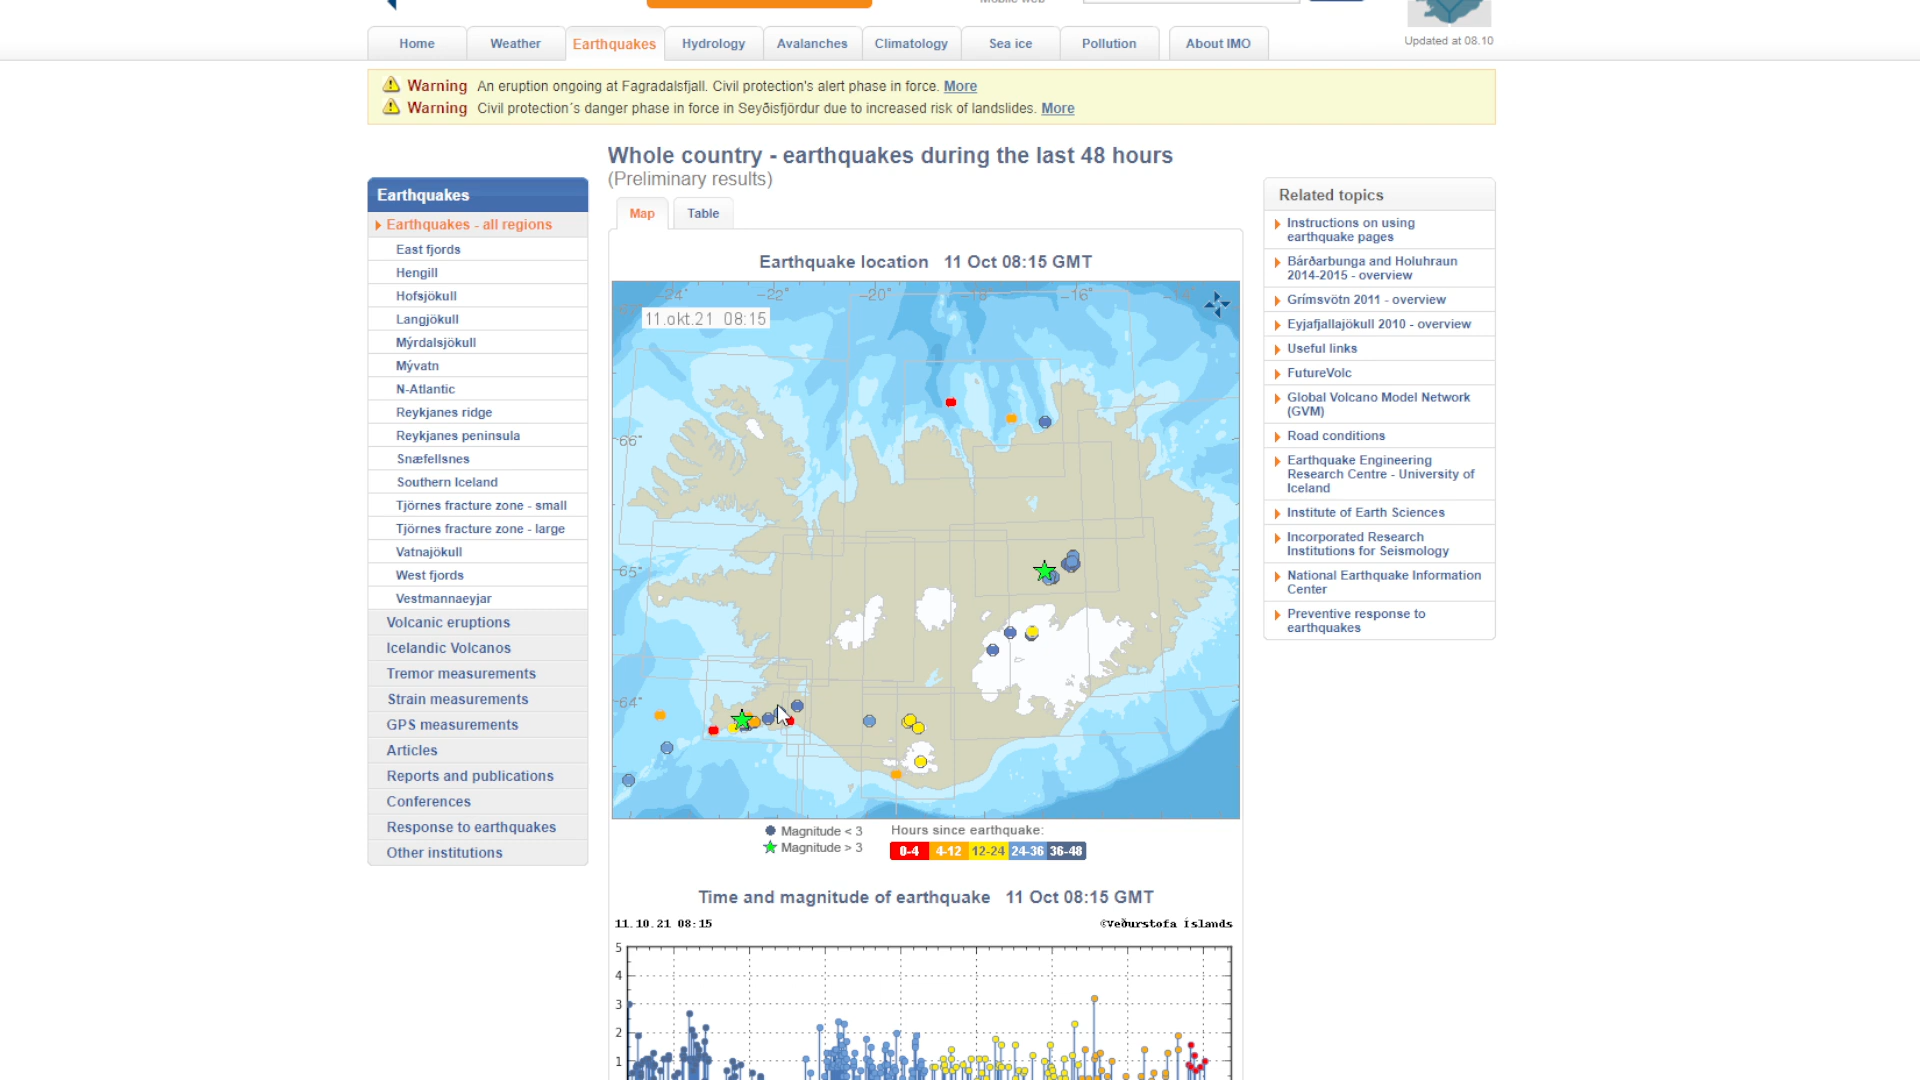 Home
Weather
Earthquakes
Hydrology
Avalanches
Climatology
Sea ice
Pollution
About IMO
Updated at 08.10
Warning An eruption ongoing at Fagradalsfjall. Civil protection's alert phase in force. More
Warning Civil protection´s danger phase in force in Seyðisfjördur due to increased risk of landslides. More
Whole country - earthquakes during the last 48 hours
(Preliminary results)
Map
Table
Earthquakes
Earthquakes - all regions
East fjords
Hengill
Hofsjökull
Langjökull
Mýrdalsjökull
Mývatn
N-Atlantic
Reykjanes ridge
Reykjanes peninsula
Snæfellsnes
Southern Iceland
Tjörnes fracture zone - small
Tjörnes fracture zone - large
Vatnajökull
West fjords
Vestmannaeyjar
Volcanic eruptions
Icelandic Volcanos
Tremor measurements
Strain measurements
GPS measurements
Articles
Reports and publications
Conferences
Response to earthquakes
Other institutions
Earthquake location 11 Oct 08:15 GMT
-24° -22° -20° -18° -16°
11.okt.21 08:15
66°
65°
64°
Magnitude < 3
Magnitude > 3
Hours since earthquake:
0-4 4-12 12-24 24-36 36-48
Time and magnitude of earthquake 11 Oct 08:15 GMT
11.10.21 08:15
©Veðurstofa Íslands
5
4
3
2
1
Related topics
Instructions on using
earthquake pages
Bárðarbunga and Holuhraun
2014-2015 - overview
Grímsvötn 2011 - overview
Eyjafjallajökull 2010 - overview
Useful links
FutureVolc
Global Volcano Model Network
(GVM)
Road conditions
Earthquake Engineering
Research Centre - University of
Iceland
Institute of Earth Sciences
Incorporated Research
Institutions for Seismology
National Earthquake Information
Center
Preventive response to
earthquakes